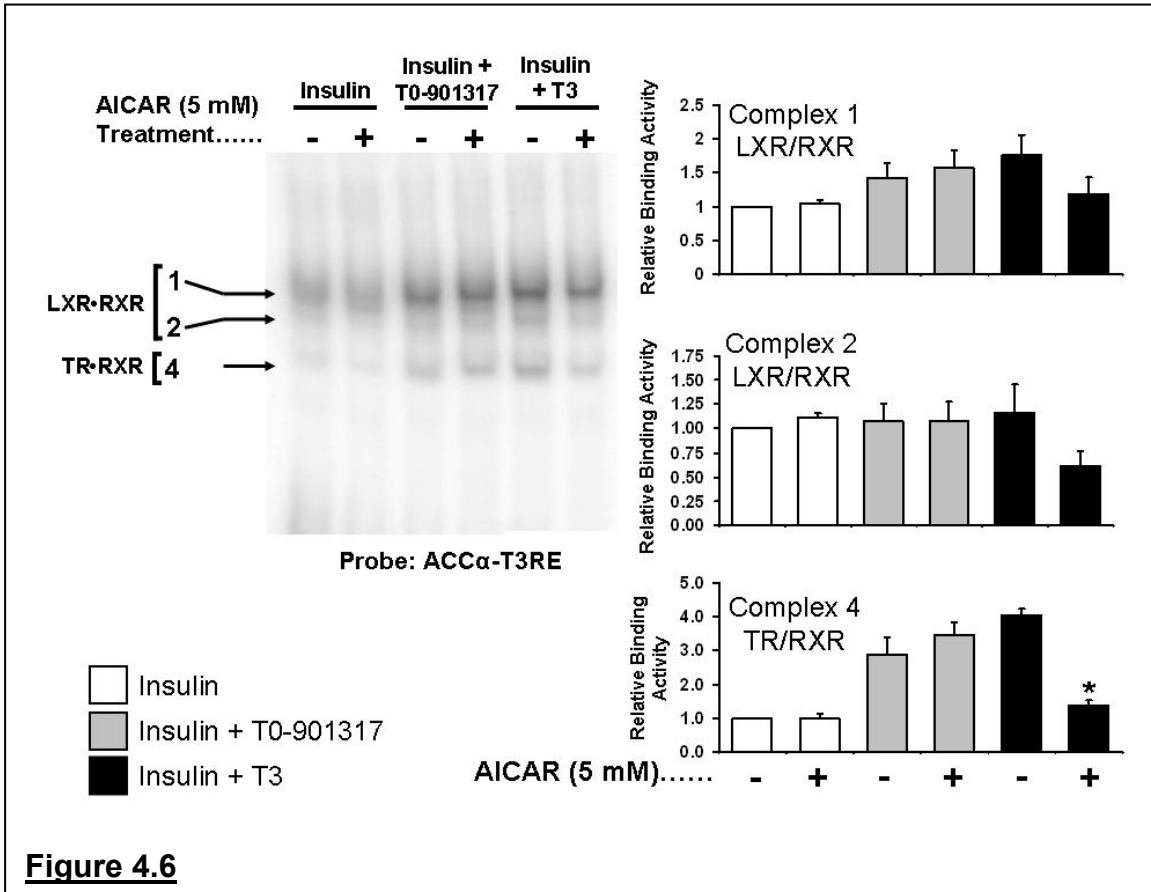 Insulin
Insulin +
T0-901317
Insulin
+ T3
AICAR (5 mM)
Treatment......
- + - + - +
LXR•RXR [ 1
2
TR•RXR [ 4
Probe: ACCα-T3RE
Insulin
Insulin + T0-901317
Insulin + T3
Relative Binding Activity
2.5
2
1.5
1
0.5
0
Complex 1
LXR/RXR
Relative Binding Activity
1.75
1.50
1.25
1.00
0.75
0.50
0.25
0.00
Complex 2
LXR/RXR
Relative Binding
Activity
5.0
4.0
3.0
2.0
1.0
0.0
Complex 4
TR/RXR
*
AICAR (5 mM)...... - + - + - +
Figure 4.6